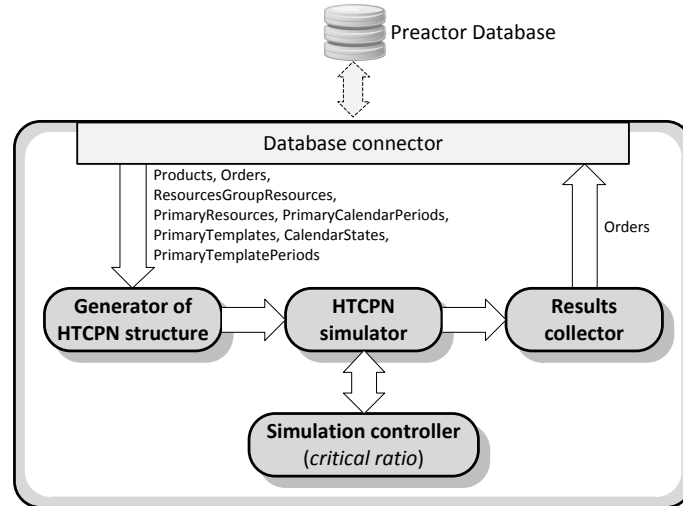 Preactor Database
Database connector
Products, Orders,
ResourcesGroupResources,
PrimaryResources, PrimaryCalendarPeriods,
PrimaryTemplates, CalendarStates,
PrimaryTemplatePeriods
Orders
Generator of
HTCPN structure
HTCPN
simulator
Results
collector
Simulation controller
(critical ratio)